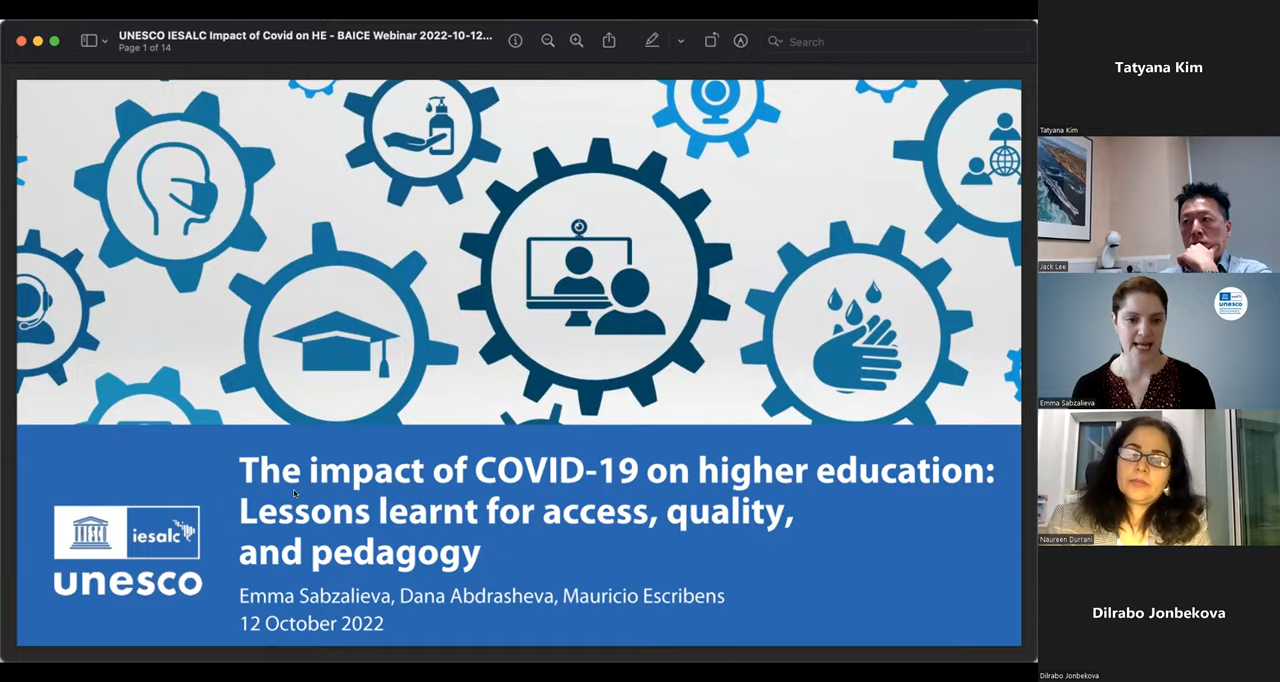 UNESCO IESALC Impact of Covid on HE - BAICE Webinar 2022-10-12...
Page 1 of 14
Search
The impact of COVID-19 on higher education:
Lessons learnt for access, quality,
and pedagogy
Emma Sabzalieva, Dana Abdrasheva, Mauricio Escribens
12 October 2022
iesalc
unesco
Tatyana Kim
Tatyana Kim
Jack Lee
unesco
Emma Sabzalieva
Naureen Durrani
Dilrabo Jonbekova
Dilrabo Jonbekova